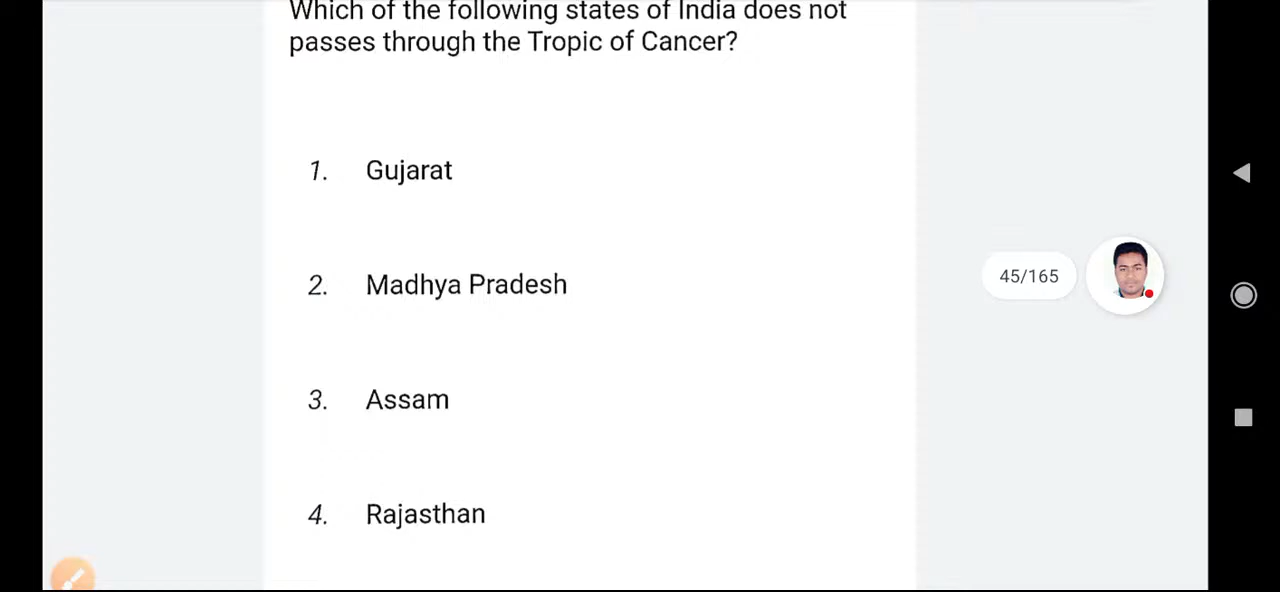 Which of the following states of India does not
passes through the Tropic of Cancer?
1. Gujarat
2. Madhya Pradesh
45/165
3. Assam
4. Rajasthan